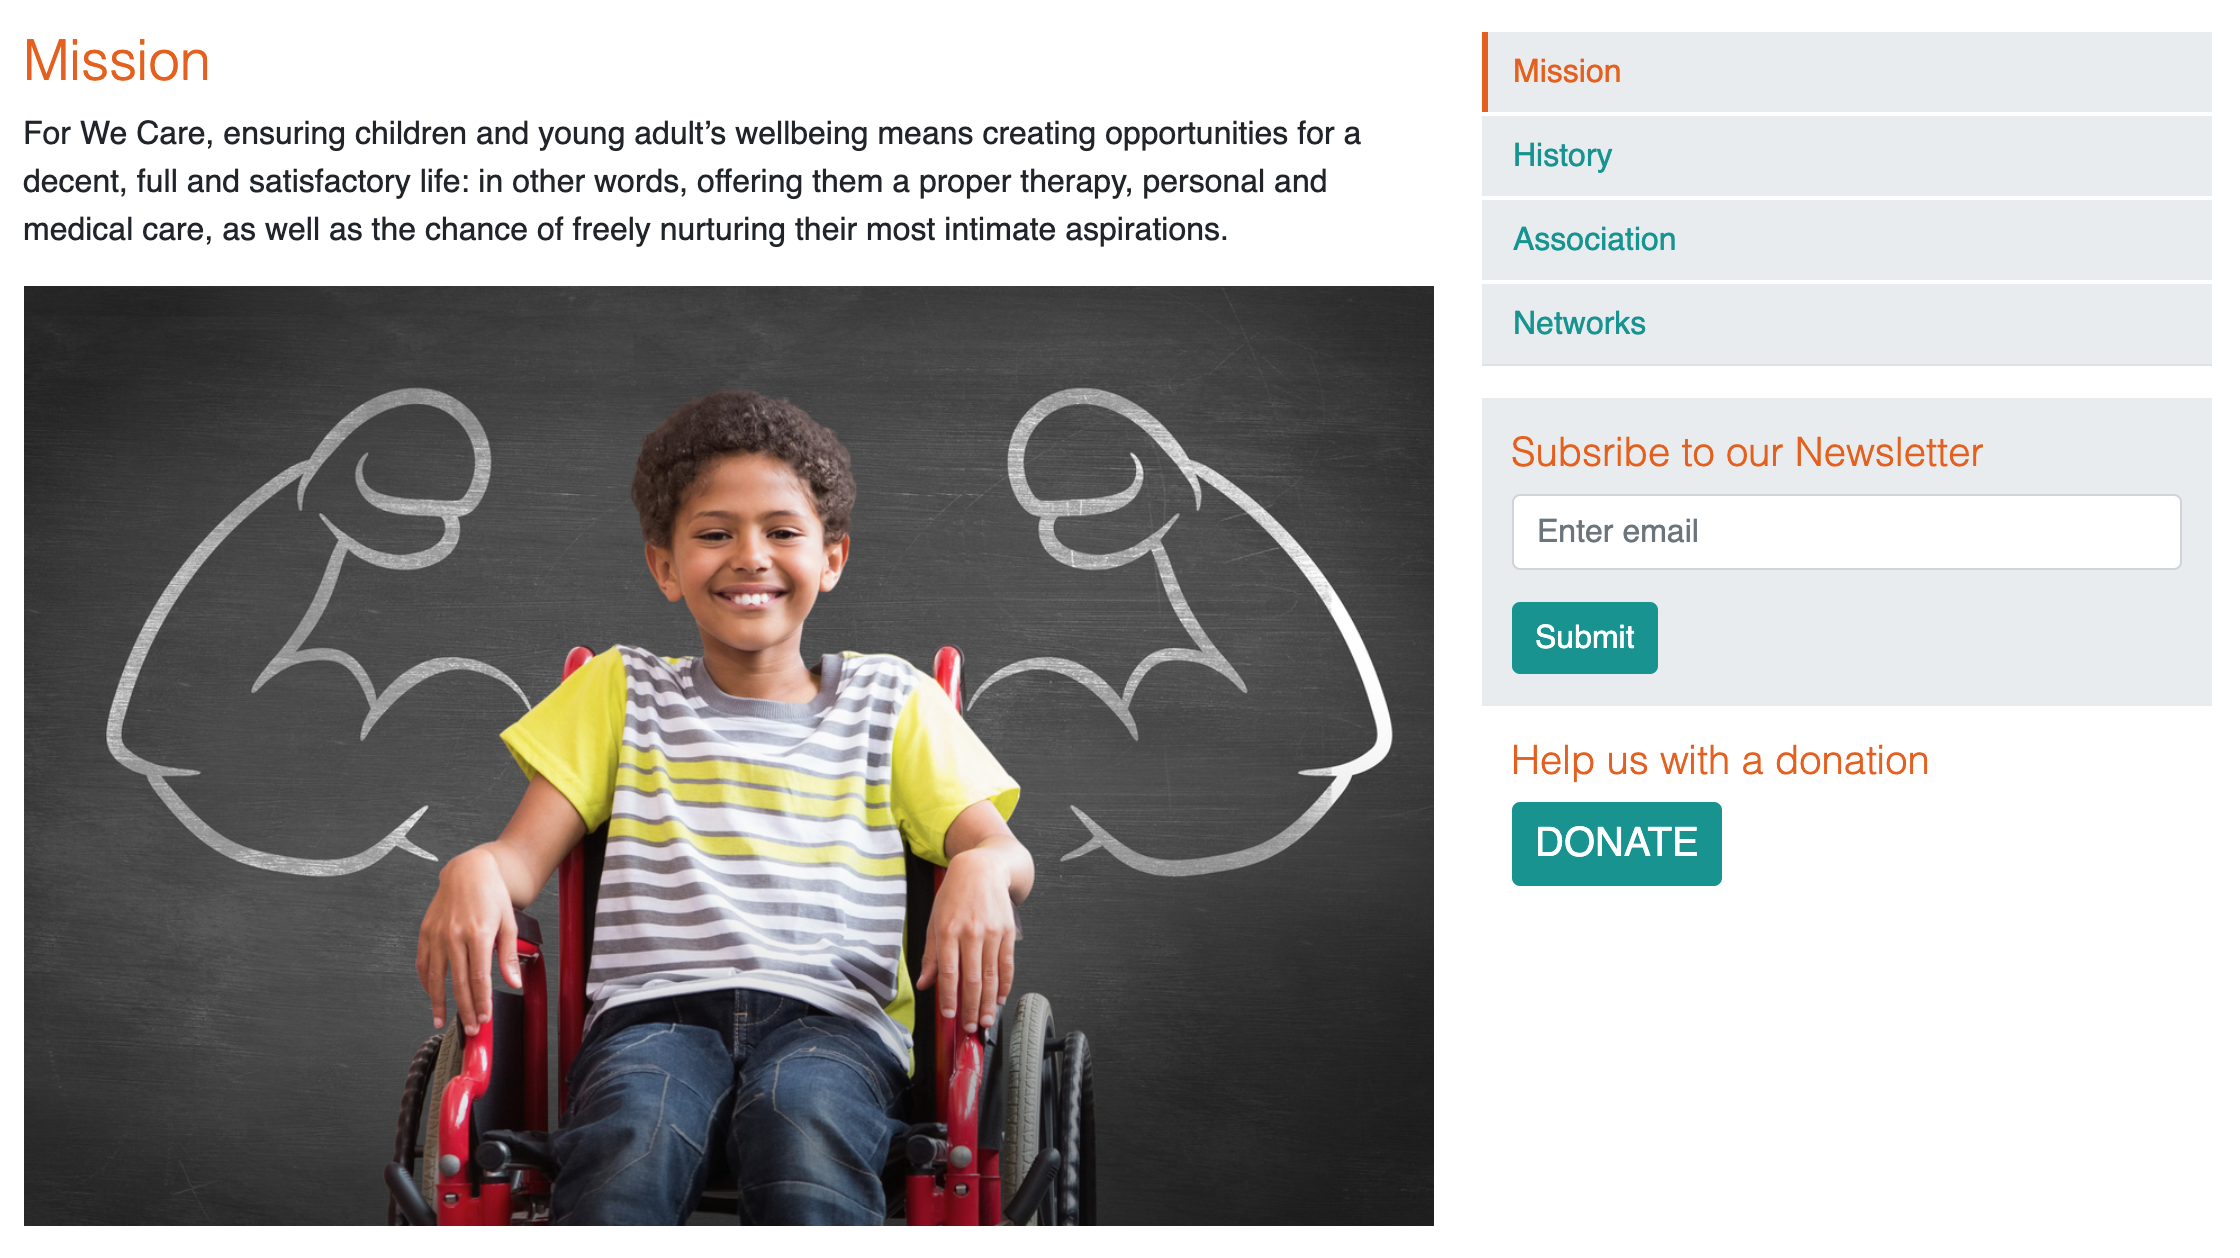 Mission
For We Care, ensuring children and young adult’s wellbeing means creating opportunities for a
decent, full and satisfactory life: in other words, offering them a proper therapy, personal and
medical care, as well as the chance of freely nurturing their most intimate aspirations.
Mission
History
Association
Networks
Subsribe to our Newsletter
Enter email
Submit
Help us with a donation
DONATE